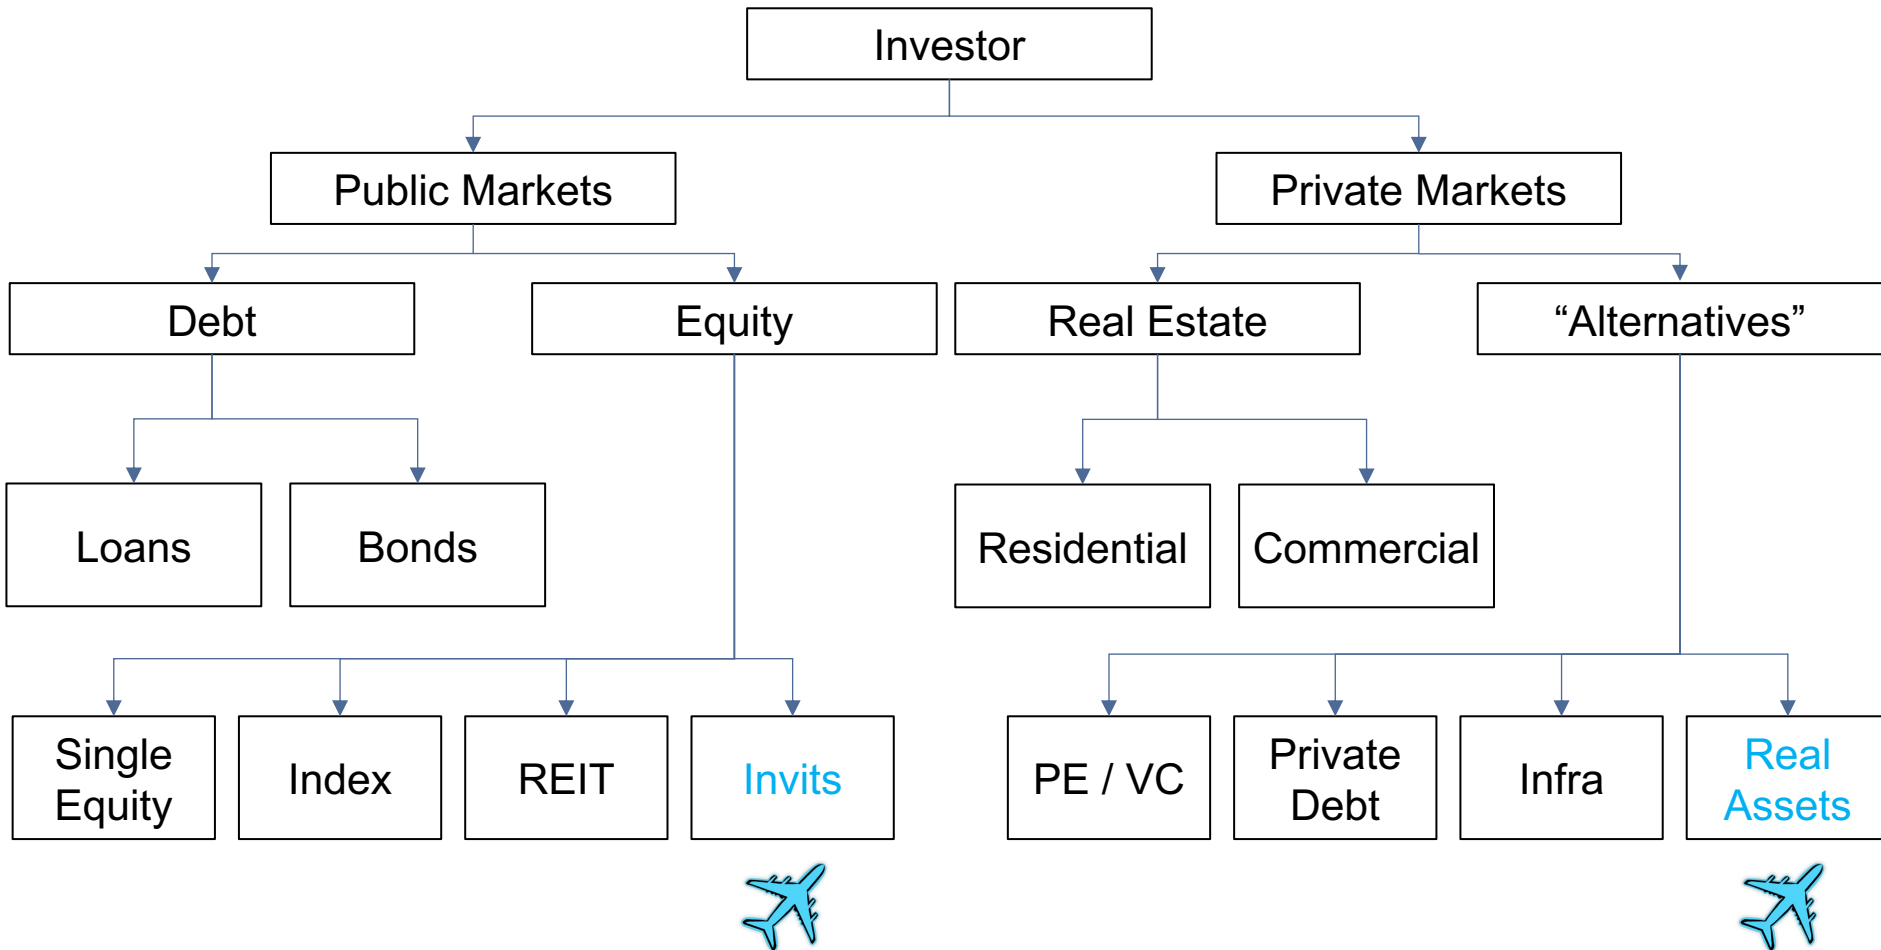 Investor
Public Markets
Private Markets
Debt
Equity
Real Estate
“Alternatives”
Loans
Bonds
Residential
Commercial
Single
Equity
Index
REIT
Invits
PE / VC
Private
Debt
Infra
Real
Assets